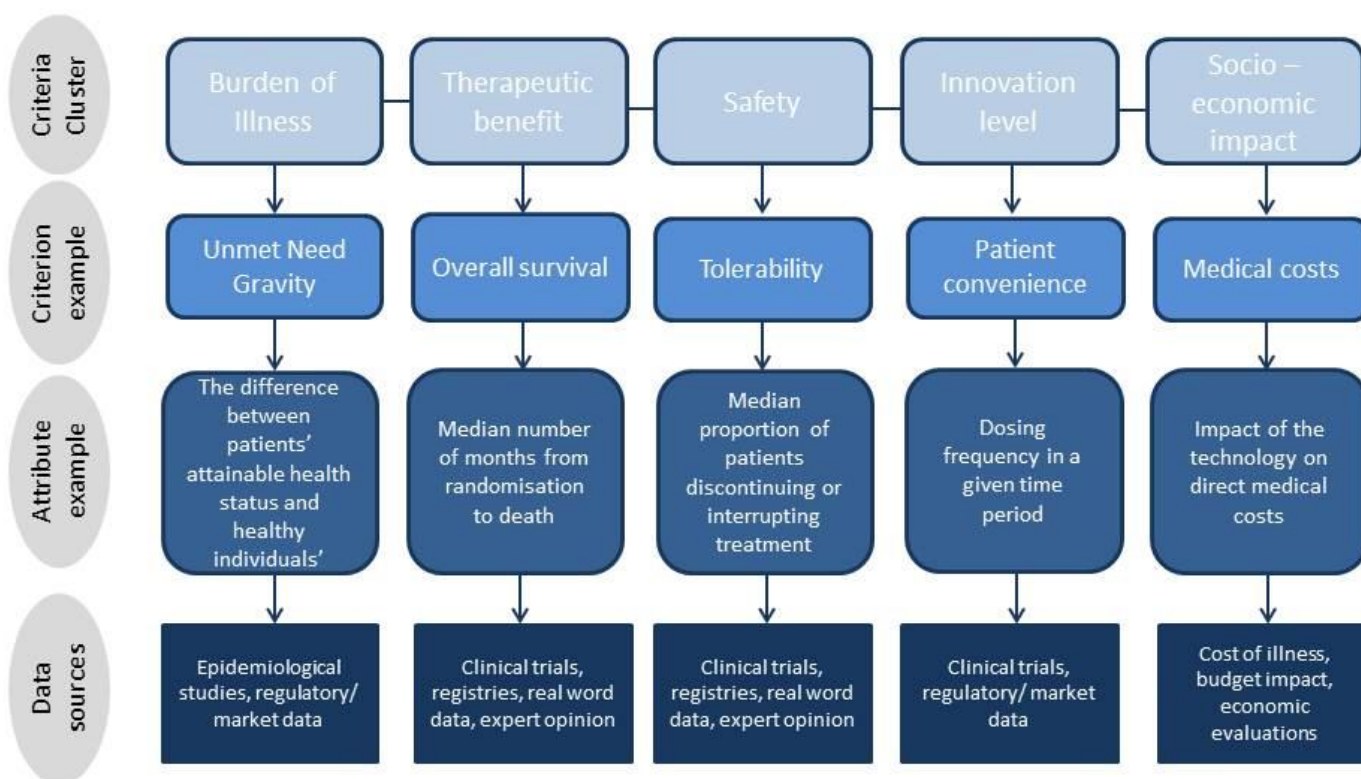 Criteria
Cluster
Burden of
Illness
Therapeutic
benefit
Safety
Innovation
level
Socio –
economic
impact
Criterion
example
Unmet Need
Gravity
Overall survival
Tolerability
Patient
convenience
Medical costs
Attribute
example
The difference
between
patients’
attainable health
status and
healthy
individuals’
Median number
of months from
randomisation
to death
Median
proportion of
patients
discontinuing or
interrupting
treatment
Dosing
frequency in a
given time
period
Impact of the
technology on
direct medical
costs
Data
sources
Epidemiological
studies, regulatory/
market data
Clinical trials,
registries, real word
data, expert opinion
Clinical trials,
registries, real word
data, expert opinion
Clinical trials,
regulatory/ market
data
Cost of illness,
budget impact,
economic
evaluations